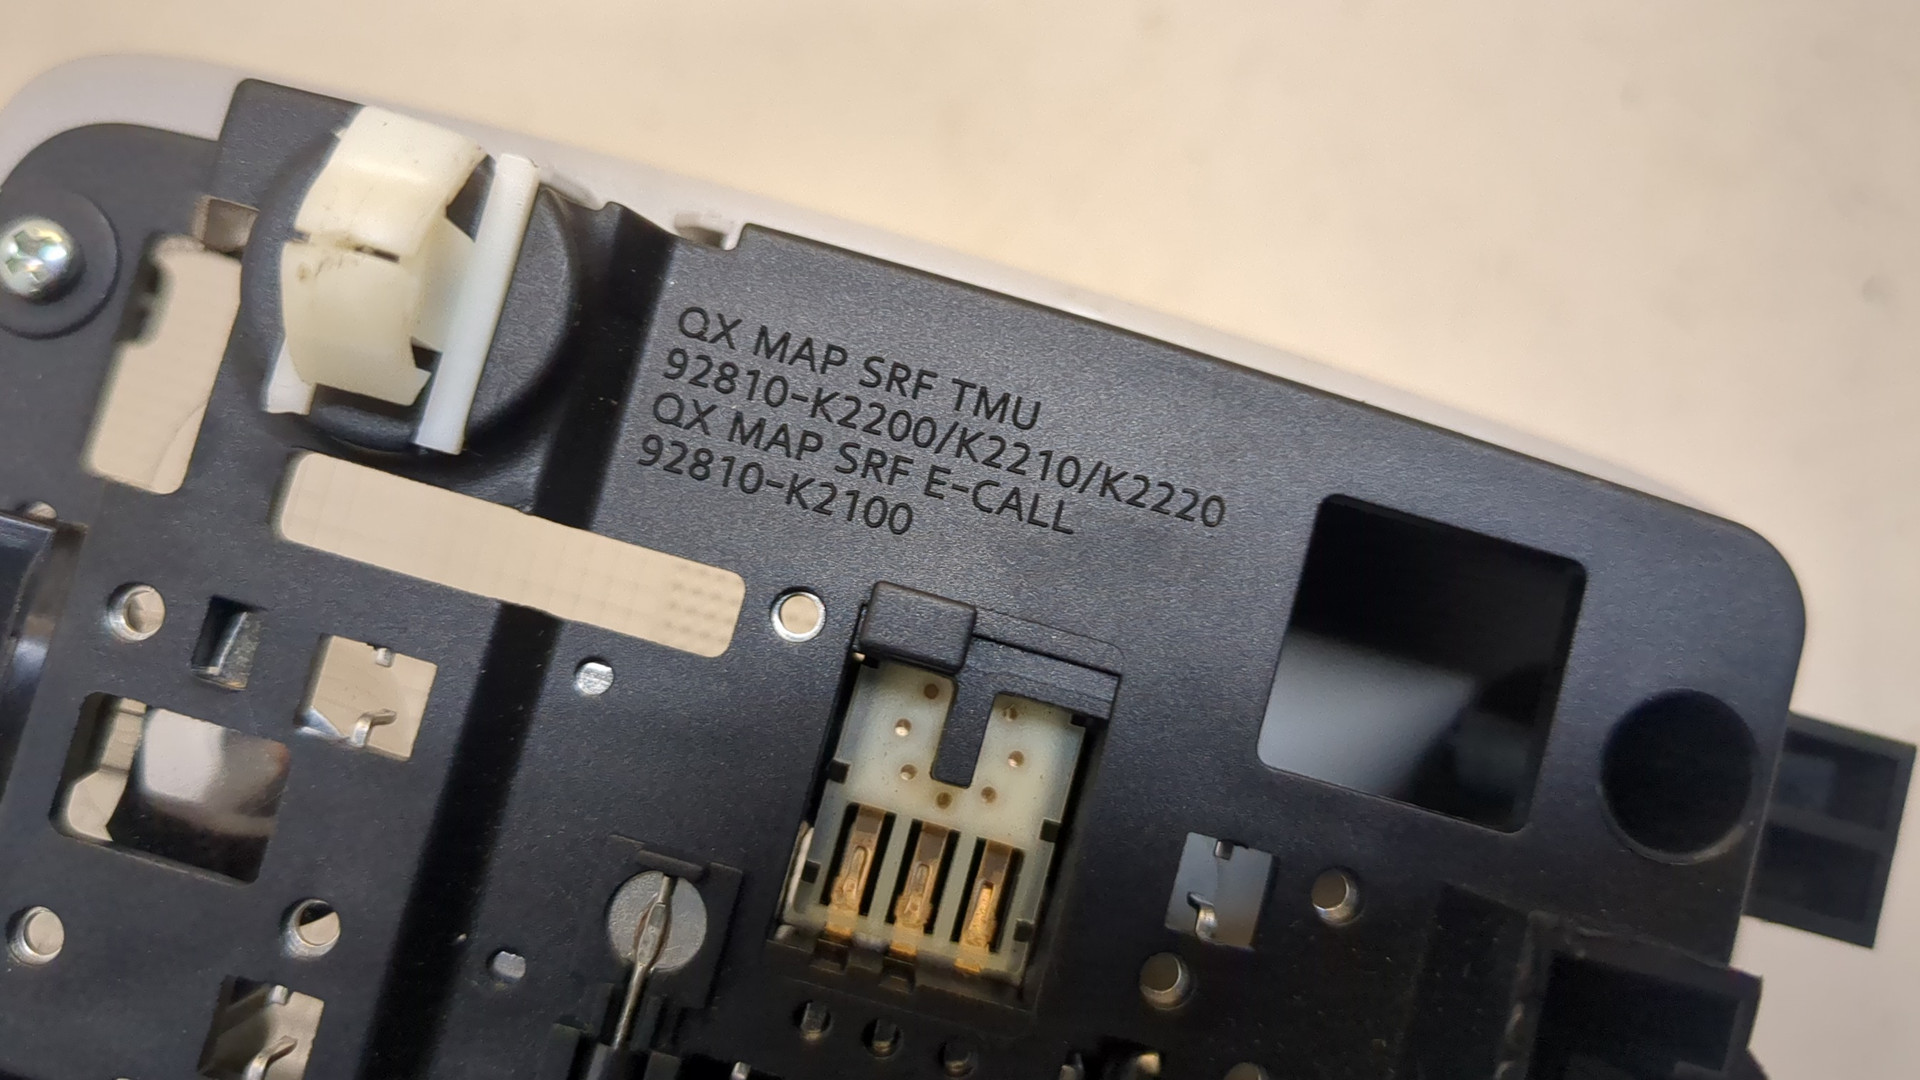 QX MAP SRF TMU
92810-K2200/K2210/K2220
QX MAP SRF E-CALL
92810-K2100